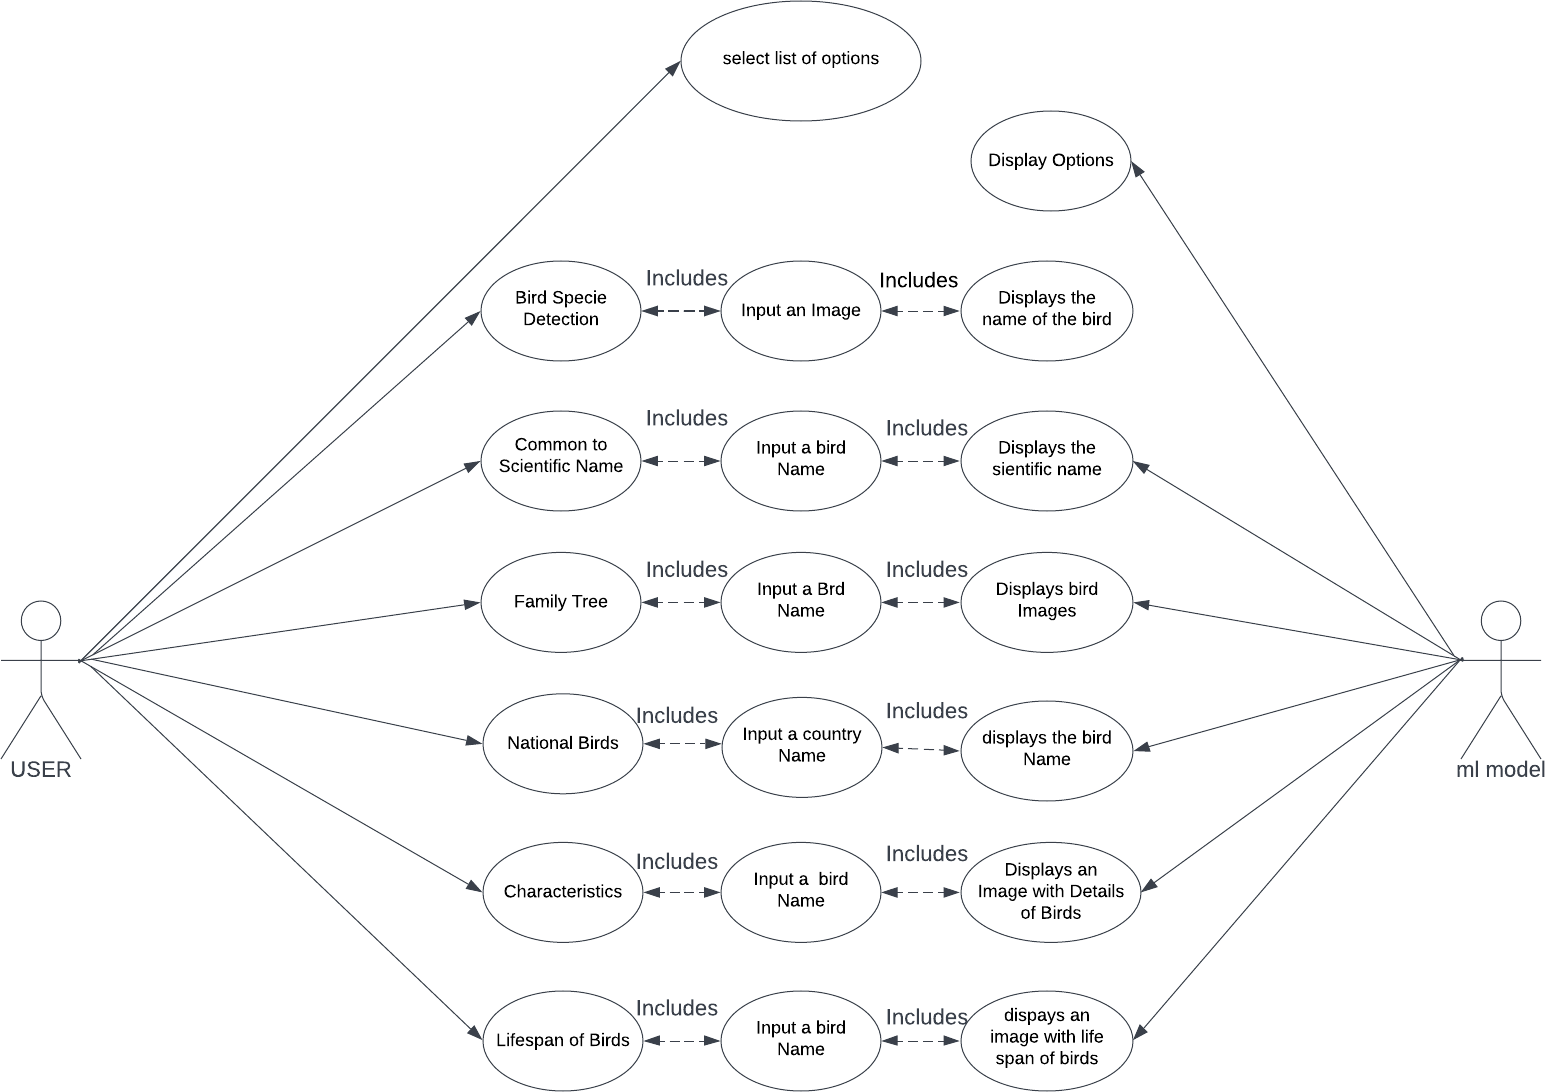 select list of options
Display Options
Includes
Includes
Bird Specie
Detection
Input an Image
Displays the
name of the bird
Includes
Includes
Common to
Scientific Name
Input a bird
Name
Displays the
sientific name
Includes
Includes
Family Tree
Input a Brd
Name
Displays bird
Images
Includes
Includes
National Birds
Input a country
Name
displays the bird
Name
USER
ml model
Includes
Includes
Characteristics
Input a  bird
Name
Displays an
Image with Details
of Birds
Includes
Includes
Lifespan of Birds
Input a bird
Name
dispays an
image with life
span of birds